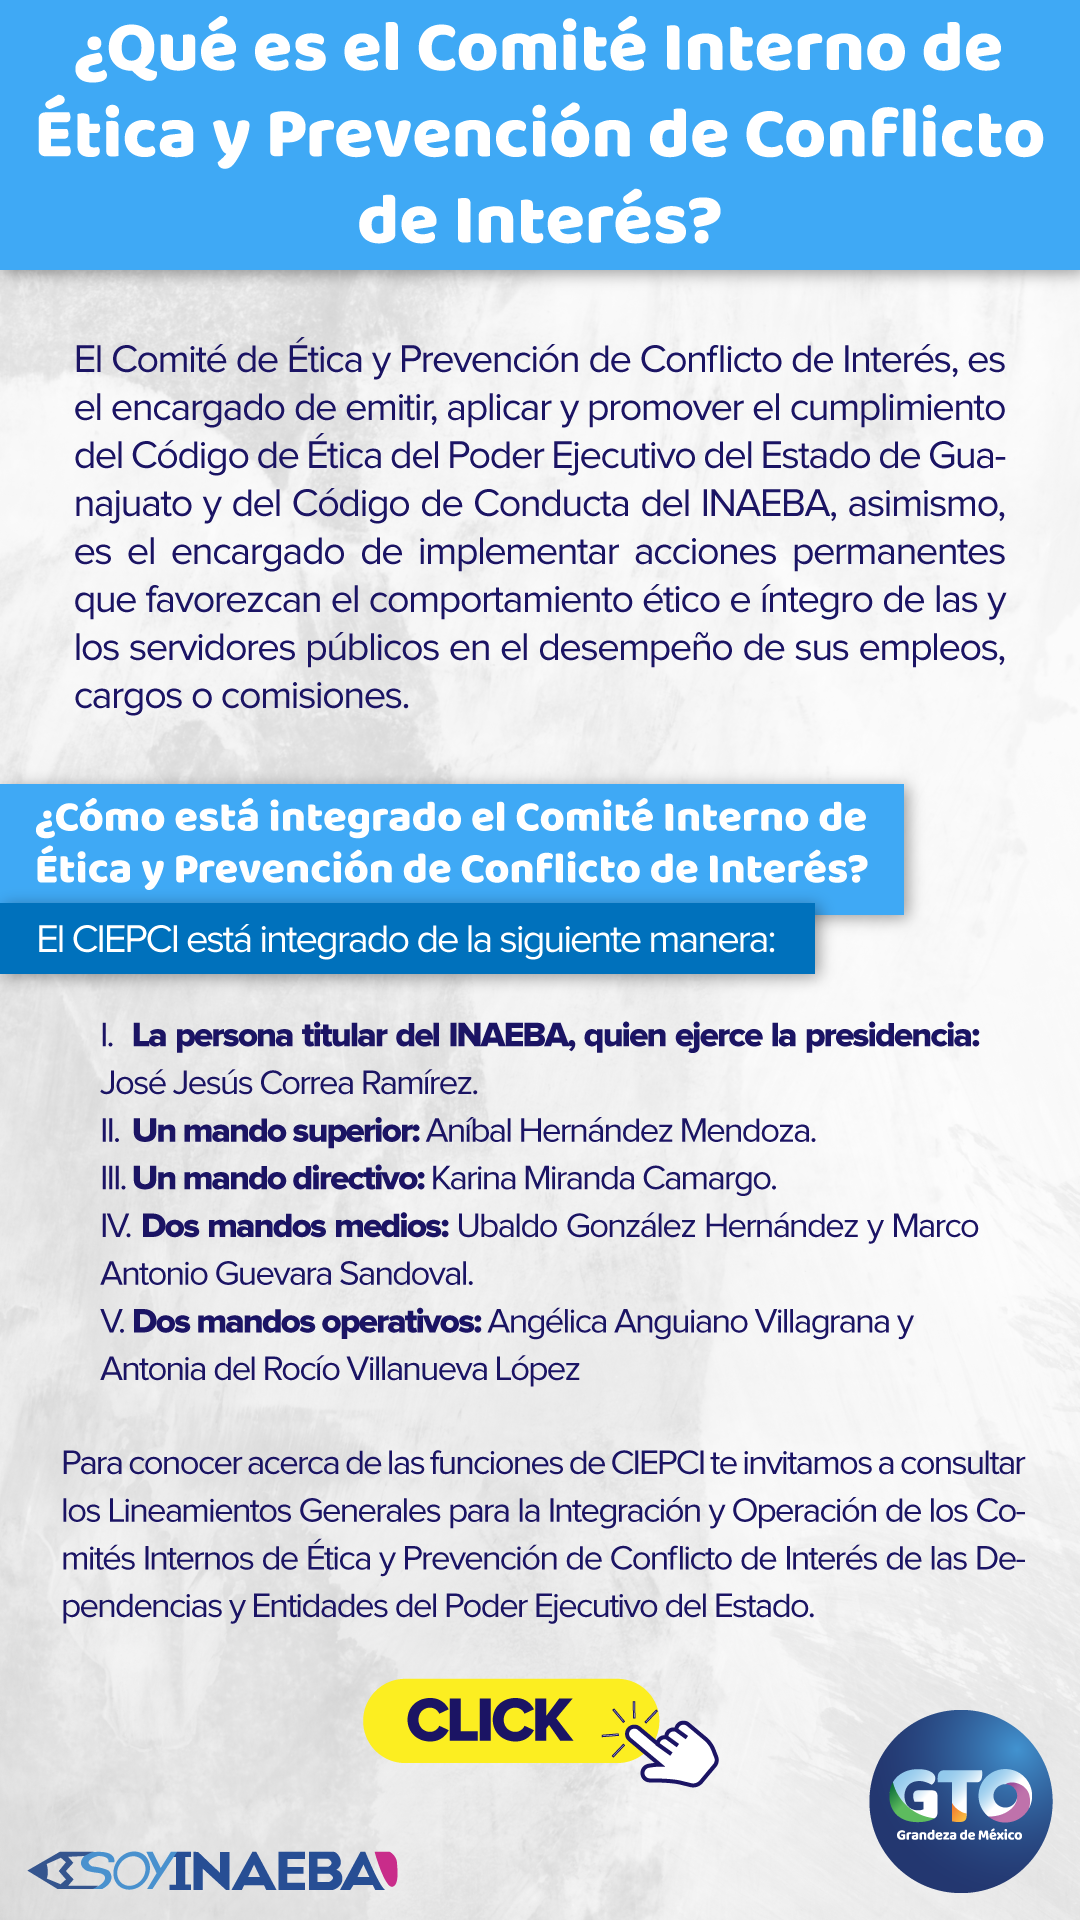 ¿Qué es el Comité Interno de
Ética y Prevención de Conflicto
de Interés?
El Comité de Ética y Prevención de Conflicto de Interés, es
el encargado de emitir, aplicar y promover el cumplimiento
del Código de Ética del Poder Ejecutivo del Estado de Gua-
najuato y del Código de Conducta del INAEBA, asimismo,
es el encargado de implementar acciones permanentes
que favorezcan el comportamiento ético e íntegro de las y
los servidores públicos en el desempeño de sus empleos,
cargos o comisiones.
¿Cómo está integrado el Comité Interno de
Ética y Prevención de Conflicto de Interés?
El CIEPCI está integrado de la siguiente manera:
I. La persona titular del INAEBA, quien ejerce la presidencia:
José Jesús Correa Ramírez.
II. Un mando superior: Aníbal Hernández Mendoza.
III. Un mando directivo: Karina Miranda Camargo.
IV. Dos mandos medios: Ubaldo González Hernández y Marco
Antonio Guevara Sandoval.
V. Dos mandos operativos: Angélica Anguiano Villagrana y
Antonia del Rocío Villanueva López
Para conocer acerca de las funciones de CIEPCI te invitamos a consultar
los Lineamientos Generales para la Integración y Operación de los Co-
mités Internos de Ética y Prevención de Conflicto de Interés de las De-
pendencias y Entidades del Poder Ejecutivo del Estado.
CLICK
GTO
Grandeza de México
SOYINAEBA